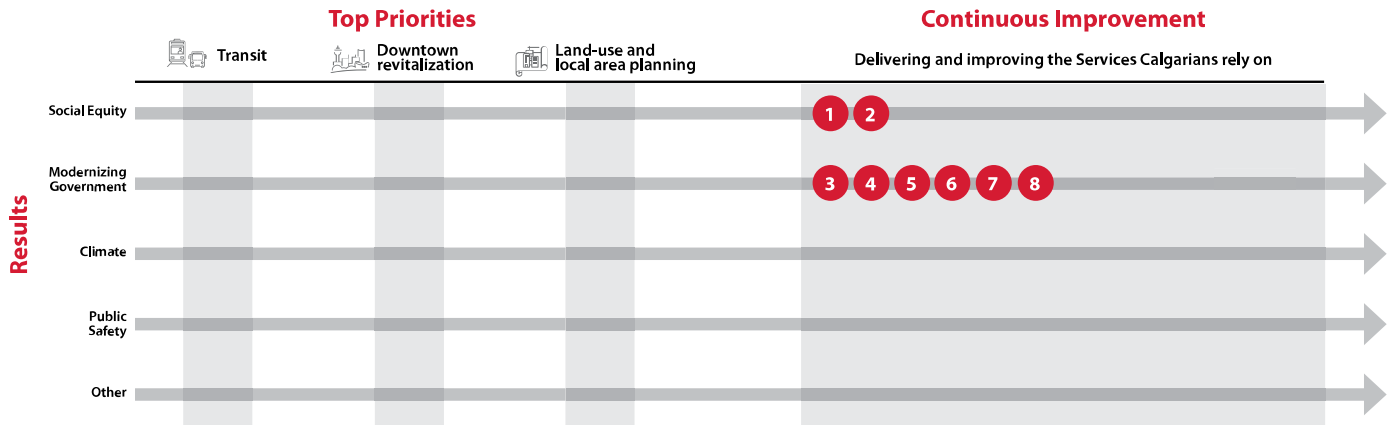 Top Priorities
Continuous Improvement
Transit
Downtown
revitalization
Land-use and
local area planning
Delivering and improving the Services Calgarians rely on
Results
Social Equity
1 2
Modernizing
Government
3 4 5 6 7 8
Climate
Public
Safety
Other